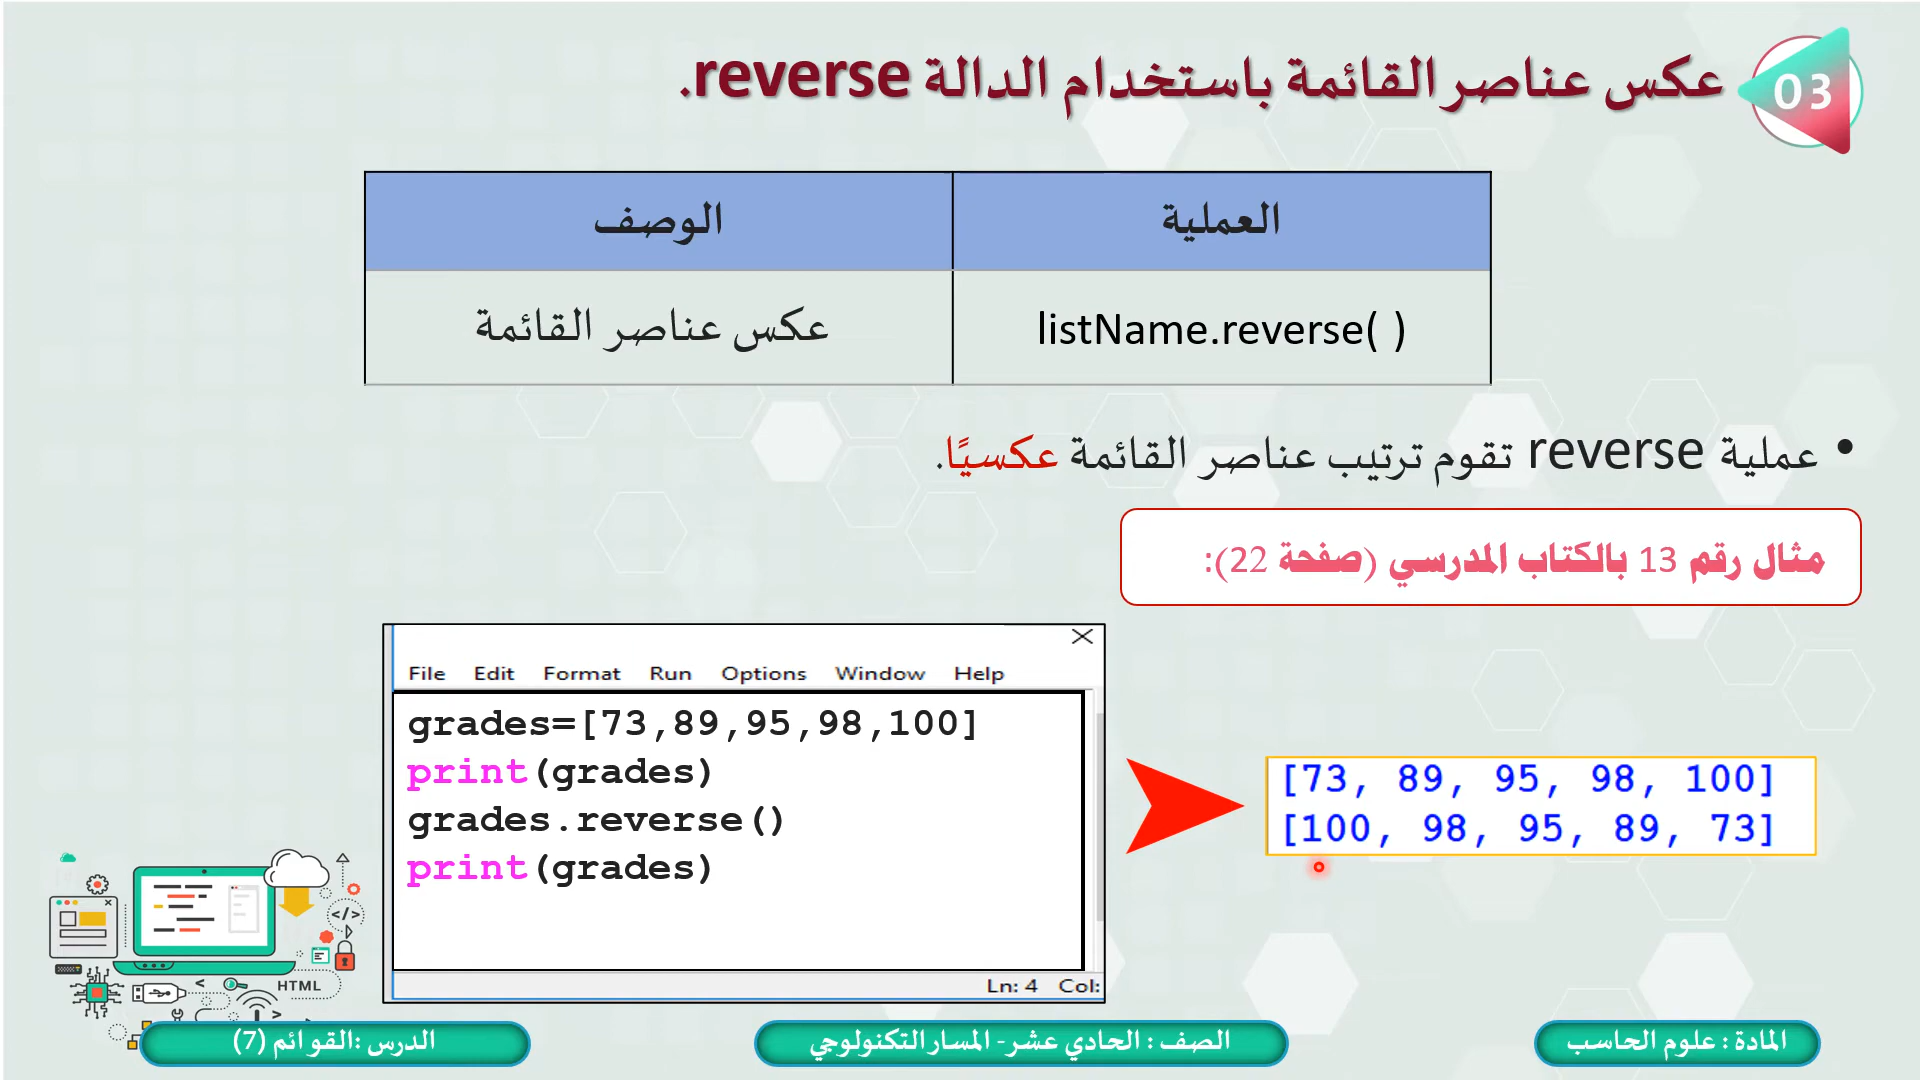 03
عكس عناصر القائمة باستخدام الدالة reverse.
العملية
الوصف
listName.reverse( )
عكس عناصر القائمة
• عملية reverse تقوم ترتيب عناصر القائمة عكسيًا.
مثال رقم 13 بالكتاب المدرسي (صفحة 22):
File Edit Format Run Options Window Help
grades=[73,89,95,98,100]
print(grades)
grades.reverse()
print(grades)
Ln: 4 Col:
[73, 89, 95, 98, 100]
[100, 98, 95, 89, 73]
</>
HTML
المادة : علوم الحاسب
الصف : الحادي عشر- المسار التكنولوجي
الدرس :القوائم (7)